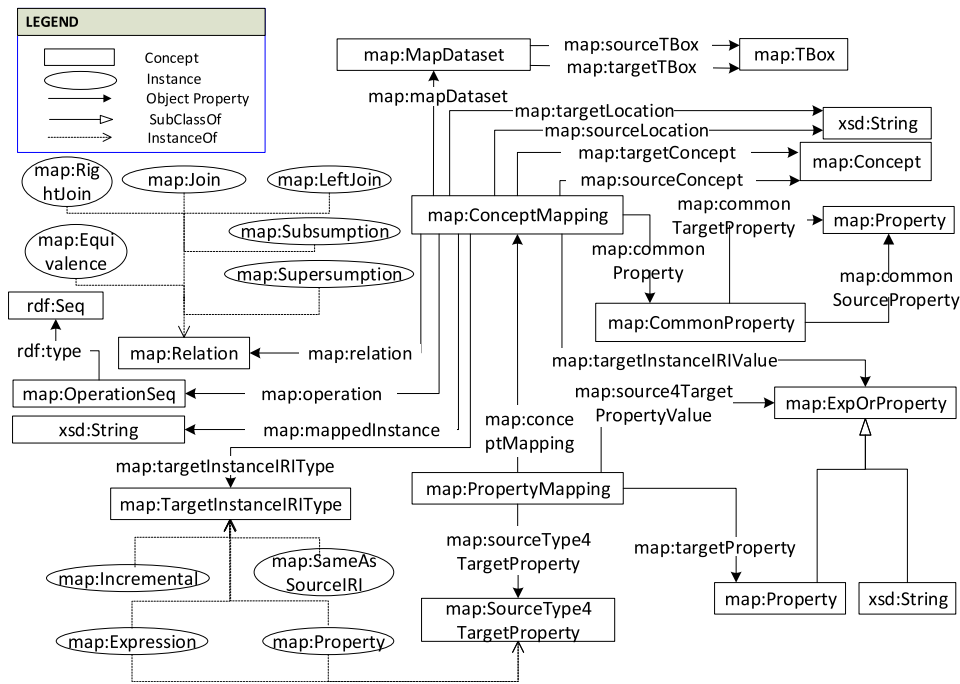 LEGEND
Concept
Instance
Object Property
SubClassOf
InstanceOf
map:MapDataset
map:sourceTBox
map:targetTBox
map:TBox
map:mapDataset
map:targetLocation
map:sourceLocation
xsd:String
map:targetConcept
map:sourceConcept
map:Concept
map:Rig
htJoin
map:Join
map:LeftJoin
map:ConceptMapping
map:Subsumption
map:Equi
valence
map:Supersumption
map:common
TargetProperty
map:Property
map:common
Property
map:common
SourceProperty
rdf:Seq
map:CommonProperty
rdf:type
map:Relation
map:relation
map:targetInstanceIRIValue
map:OperationSeq
map:operation
map:source4Target
PropertyValue
map:ExpOrProperty
xsd:String
map:mappedInstance
map:conce
ptMapping
map:targetInstanceIRIType
map:TargetInstanceIRIType
map:PropertyMapping
map:sourceType4
TargetProperty
map:targetProperty
map:Incremental
map:SameAs
SourceIRI
map:SourceType4
TargetProperty
map:Property
xsd:String
map:Expression
map:Property